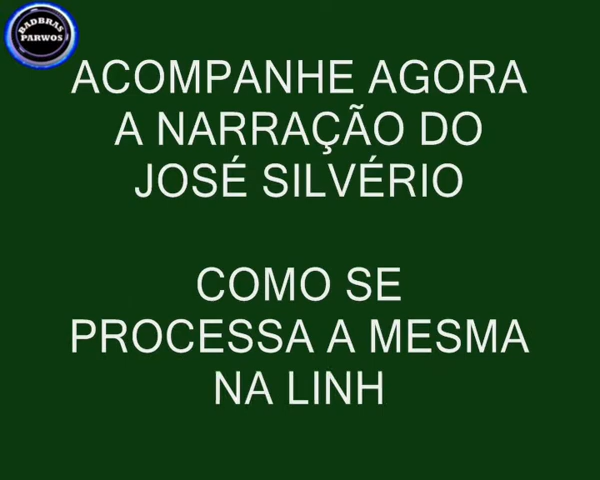 BADBRAS
PARWOS
ACOMPANHE AGORA
A NARRAÇÃO DO
JOSÉ SILVÉRIO
COMO SE
PROCESSA A MESMA
NA LINH